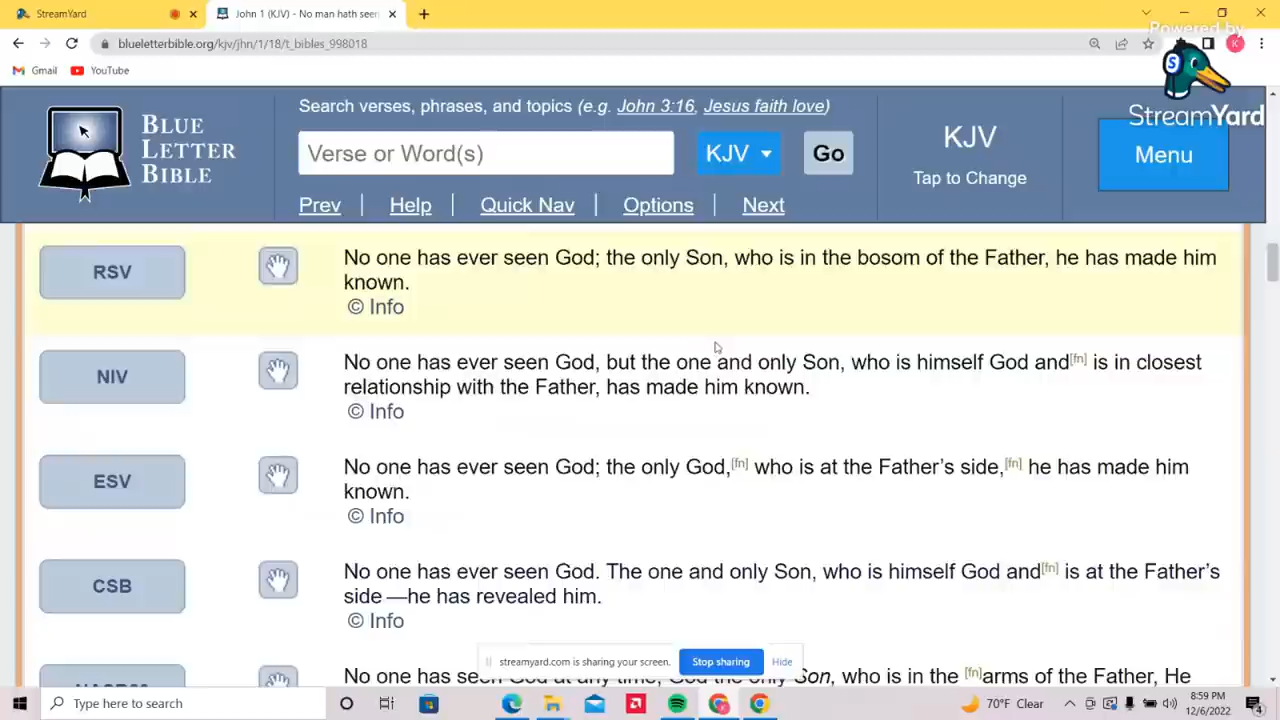 StreamYard
John 1 (KJV) - No man hath seen
blueletterbible.org/kjv/jhn/1/18/t_bibles_998018
Powered by
K
Gmail
YouTube
StreamYard
BLUE
LETTER
BIBLE
Search verses, phrases, and topics (e.g. John 3:16, Jesus faith love)
Verse or Word(s)
KJV
Go
KJV
Tap to Change
Menu
Prev
Help
Quick Nav
Options
Next
RSV
No one has ever seen God; the only Son, who is in the bosom of the Father, he has made him
known.
© Info
NIV
No one has ever seen God, but the one and only Son, who is himself God and[fn] is in closest
relationship with the Father, has made him known.
© Info
ESV
No one has ever seen God; the only God,[fn] who is at the Father's side,[fn] he has made him
known.
© Info
CSB
No one has ever seen God. The one and only Son, who is himself God and[fn] is at the Father's
side —he has revealed him.
© Info
No one has seen God at any time; God the only Son, who is in the [fn]arms of the Father, He
streamyard.com is sharing your screen.
Stop sharing
Hide
Type here to search
70°F Clear
8:59 PM
12/6/2022
4